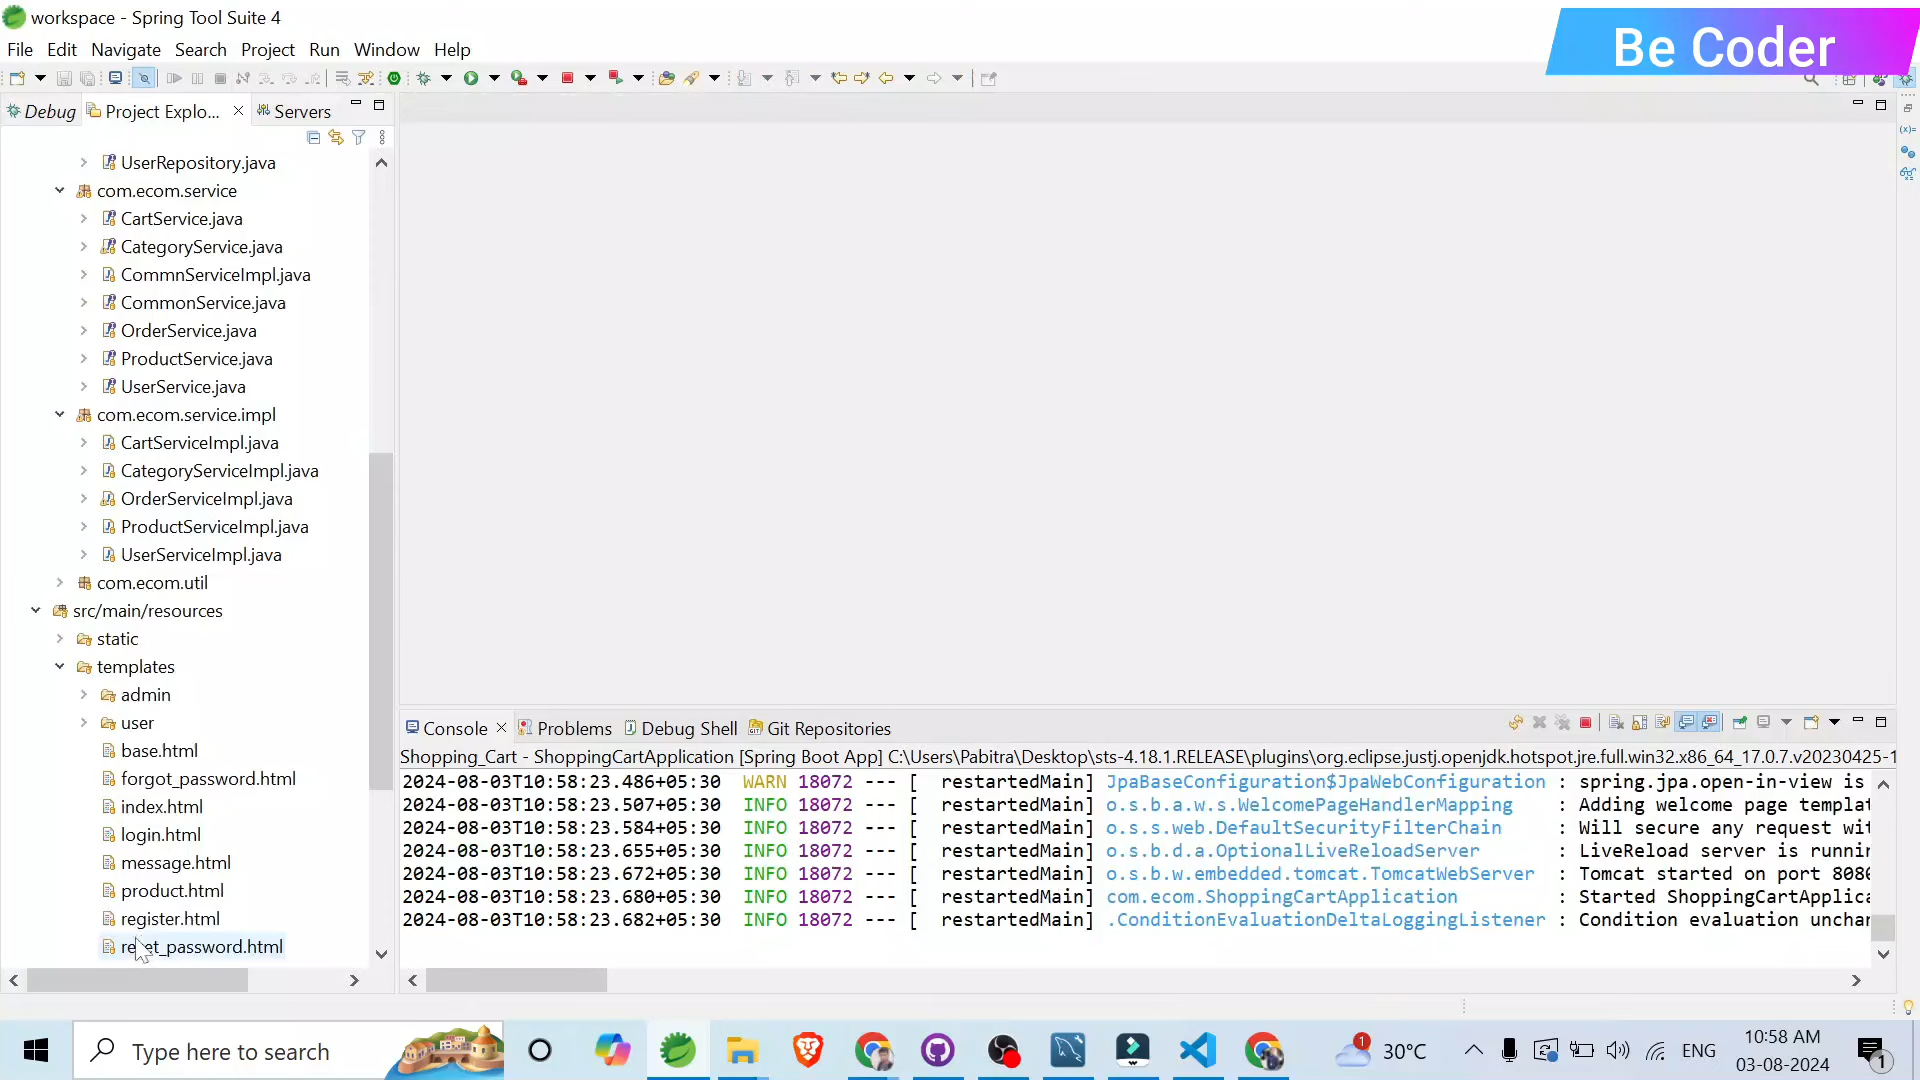 workspace - Spring Tool Suite 4
Be Coder
File Edit Navigate Search Project Run Window Help
Debug Project Explo... Servers
UserRepository.java
com.ecom.service
CartService.java
CategoryService.java
CommnServiceImpl.java
CommonService.java
OrderService.java
ProductService.java
UserService.java
com.ecom.service.impl
CartServiceImpl.java
CategoryServiceImpl.java
OrderServiceImpl.java
ProductServiceImpl.java
UserServiceImpl.java
com.ecom.util
src/main/resources
static
templates
admin
user
base.html
forgot_password.html
index.html
login.html
message.html
product.html
register.html
reset_password.html
Console Problems Debug Shell Git Repositories
Shopping_Cart - ShoppingCartApplication [Spring Boot App] C:\Users\Pabitra\Desktop\sts-4.18.1.RELEASE\plugins\org.eclipse.justj.openjdk.hotspot.jre.full.win32.x86_64_17.0.7.v20230425-1
2024-08-03T10:58:23.486+05:30 WARN 18072 --- [ restartedMain] JpaBaseConfiguration$JpaWebConfiguration : spring.jpa.open-in-view is
2024-08-03T10:58:23.507+05:30 INFO 18072 --- [ restartedMain] o.s.b.a.w.s.WelcomePageHandlerMapping : Adding welcome page templat
2024-08-03T10:58:23.584+05:30 INFO 18072 --- [ restartedMain] o.s.s.web.DefaultSecurityFilterChain : Will secure any request wit
2024-08-03T10:58:23.655+05:30 INFO 18072 --- [ restartedMain] o.s.b.d.a.OptionalLiveReloadServer : LiveReload server is runnin
2024-08-03T10:58:23.672+05:30 INFO 18072 --- [ restartedMain] o.s.b.w.embedded.tomcat.TomcatWebServer : Tomcat started on port 8080
2024-08-03T10:58:23.680+05:30 INFO 18072 --- [ restartedMain] com.ecom.ShoppingCartApplication : Started ShoppingCartApplica
2024-08-03T10:58:23.682+05:30 INFO 18072 --- [ restartedMain] .ConditionEvaluationDeltaLoggingListener : Condition evaluation unchan
Type here to search
1
30°C
ENG
10:58 AM
03-08-2024
1